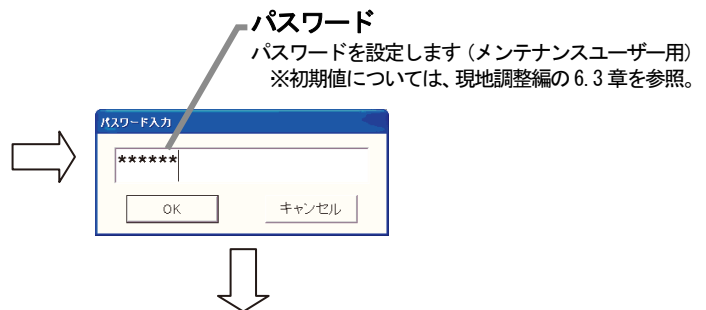 パスワード
パスワードを設定します（メンテナンスユーザー用）
※初期値については、現地調整編の 6.3 章を参照。
パスワード入力
******
OK
キャンセル